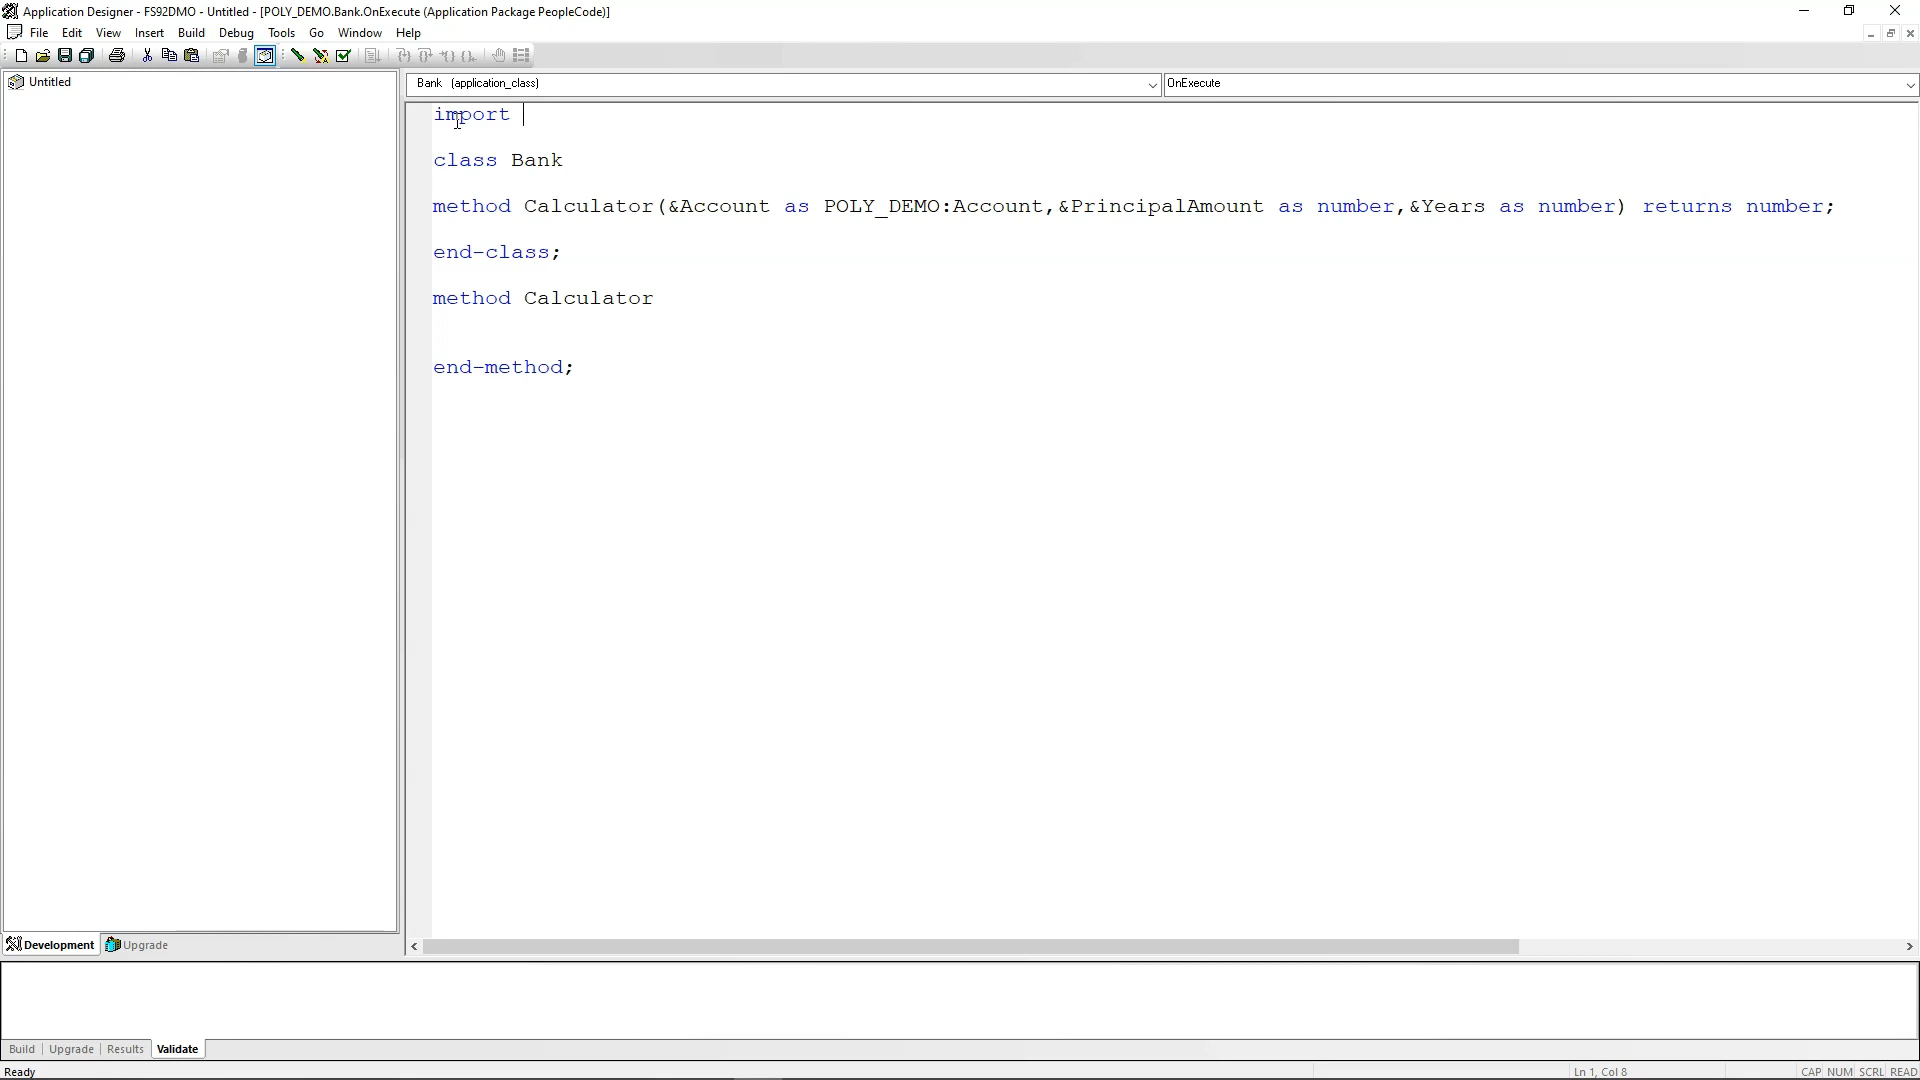 Application Designer - FS92DMO - Untitled - [POLY_DEMO.Bank.OnExecute (Application Package PeopleCode)]
File Edit View Insert Build Debug Tools Go Window Help
Untitled
Bank (application_class)
OnExecute
import
class Bank
method Calculator(&Account as POLY_DEMO:Account,&PrincipalAmount as number,&Years as number) returns number;
end-class;
method Calculator
end-method;
Development Upgrade
Build Upgrade Results Validate
Ready
Ln 1, Col 8
CAP NUM SCRL READ